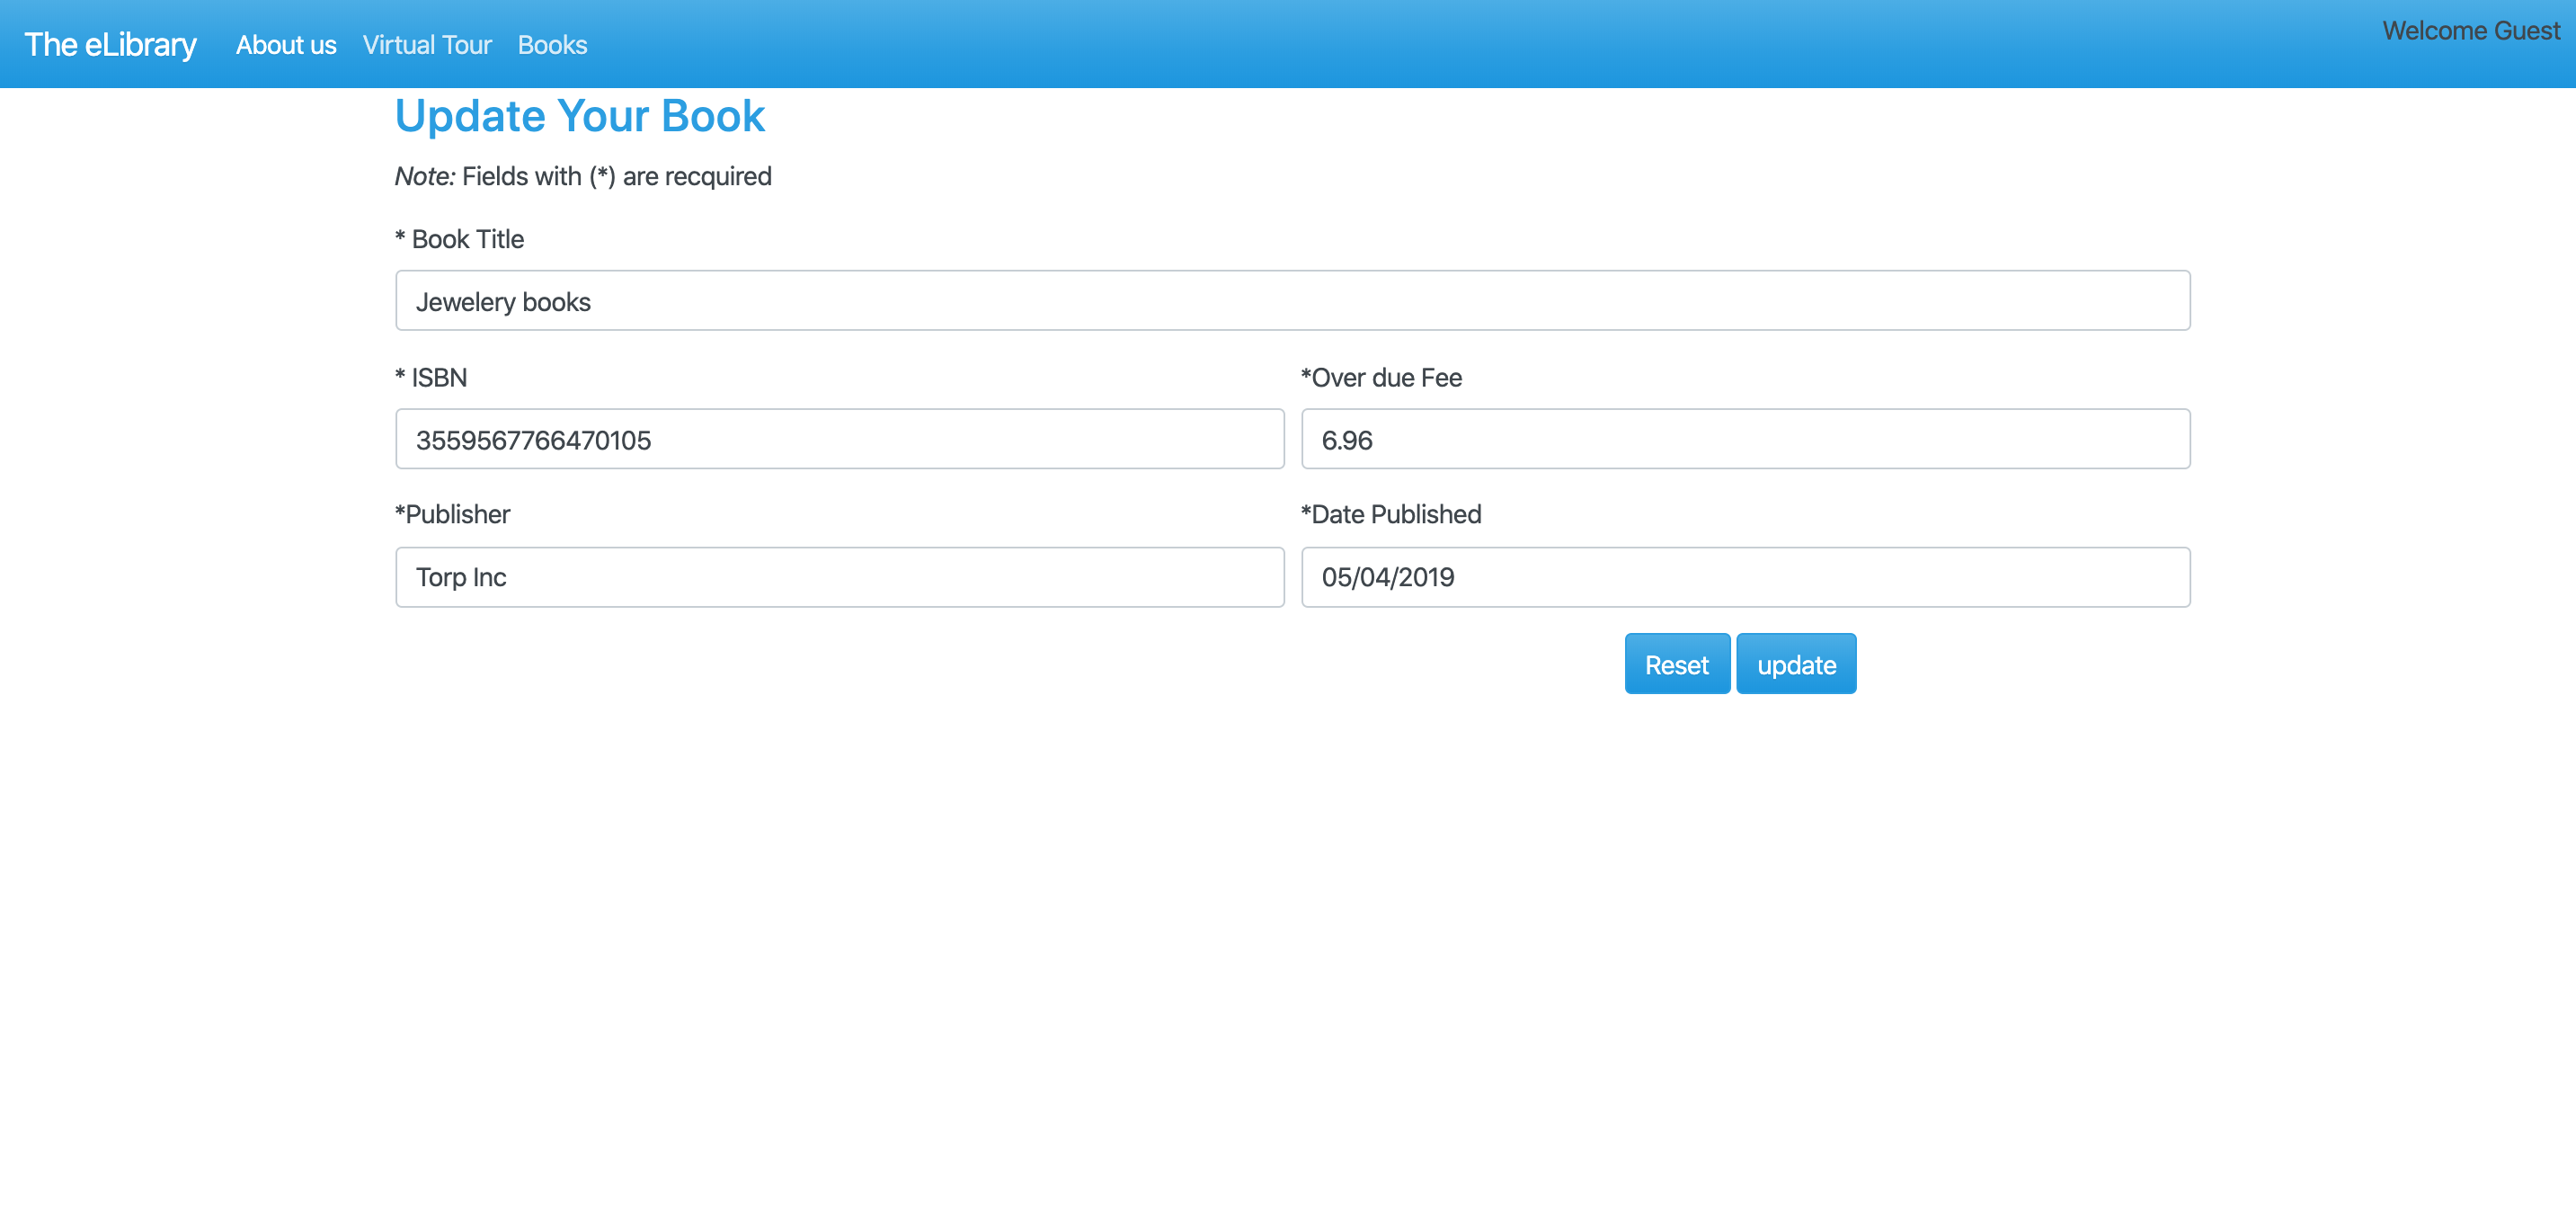 The eLibrary About us Virtual Tour Books Welcome Guest
Update Your Book
Note: Fields with (*) are recquired
* Book Title
Jewelery books
* ISBN *Over due Fee
3559567766470105 6.96
*Publisher *Date Published
Torp Inc 05/04/2019
Reset update